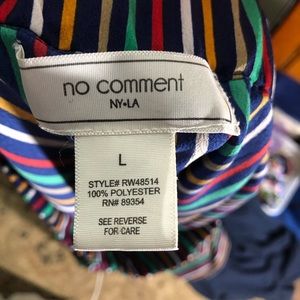 no comment
NY•LA
L
STYLE# RW48514
100% POLYESTER
RN# 89354
SEE REVERSE
FOR CARE